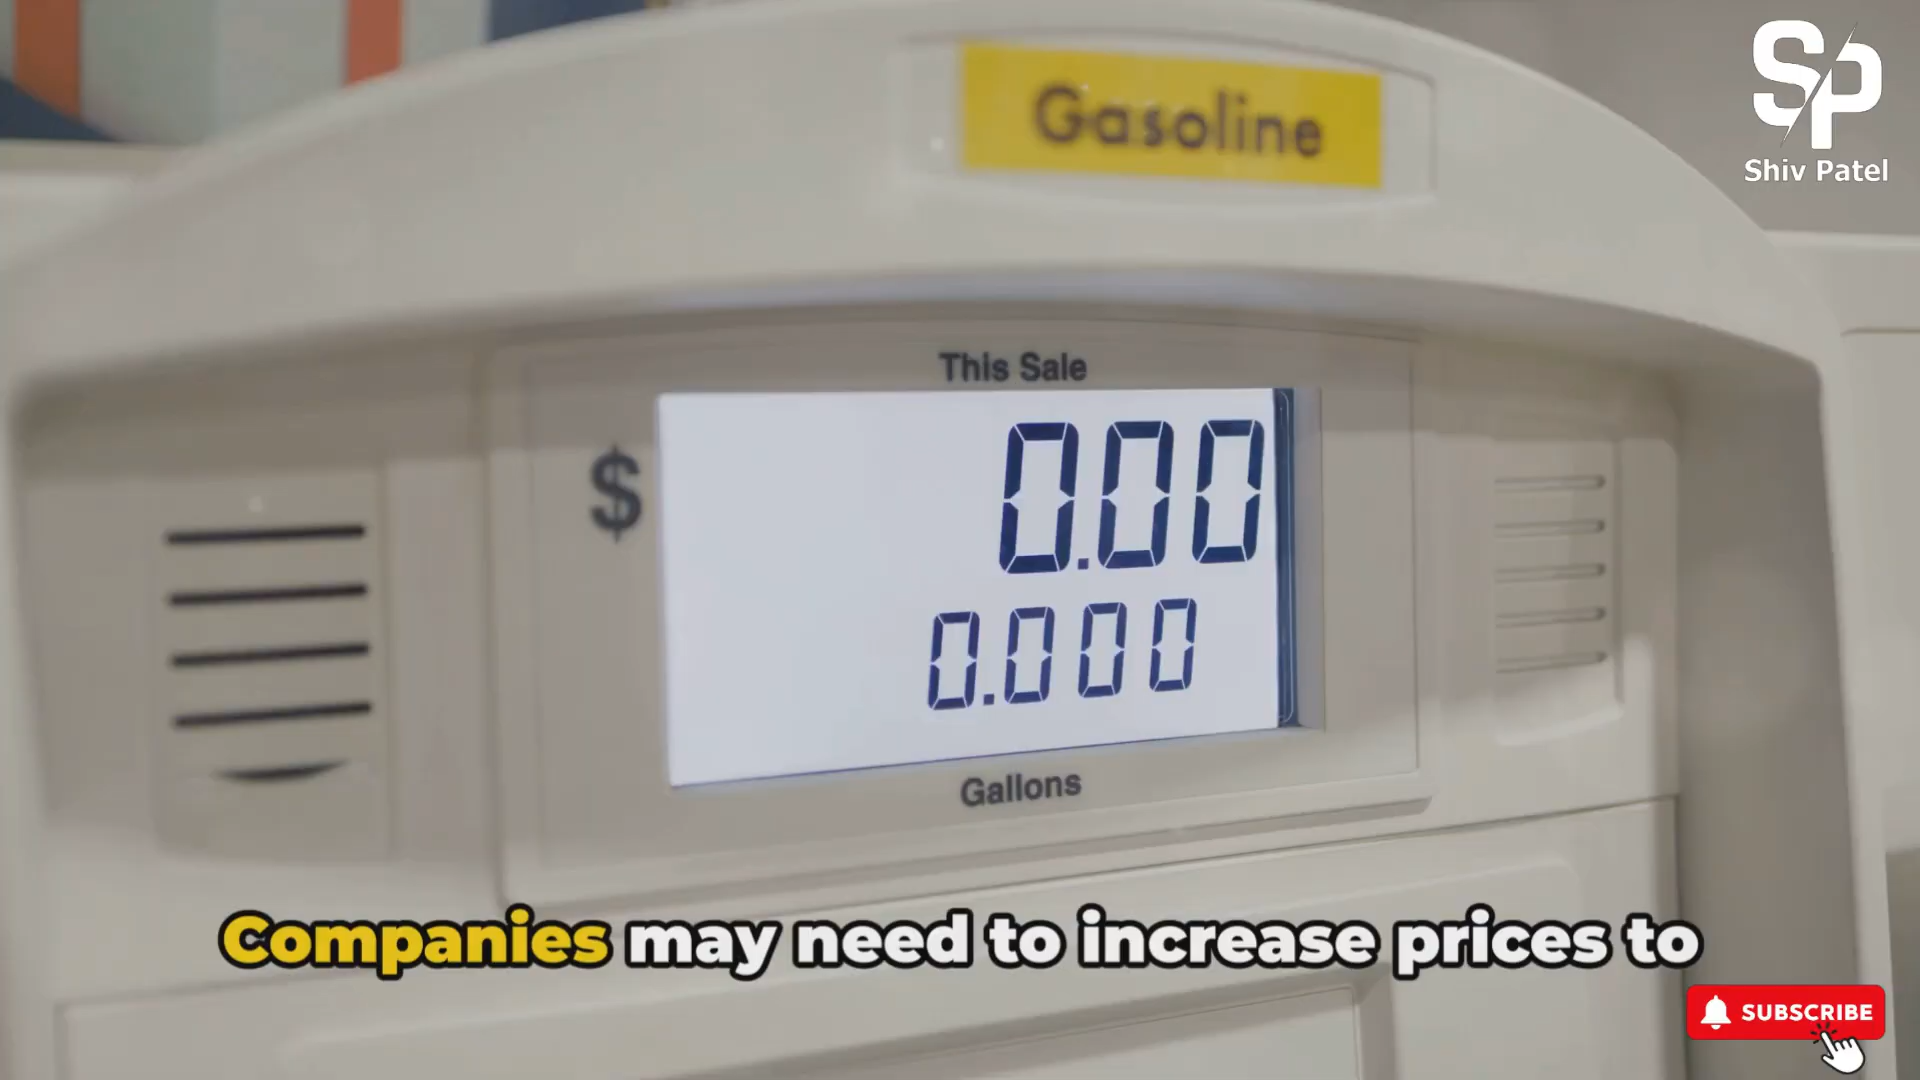 Gasoline
SP
Shiv Patel
This Sale
$
0.00
0.000
Gallons
Companies may need to increase prices to
SUBSCRIBE